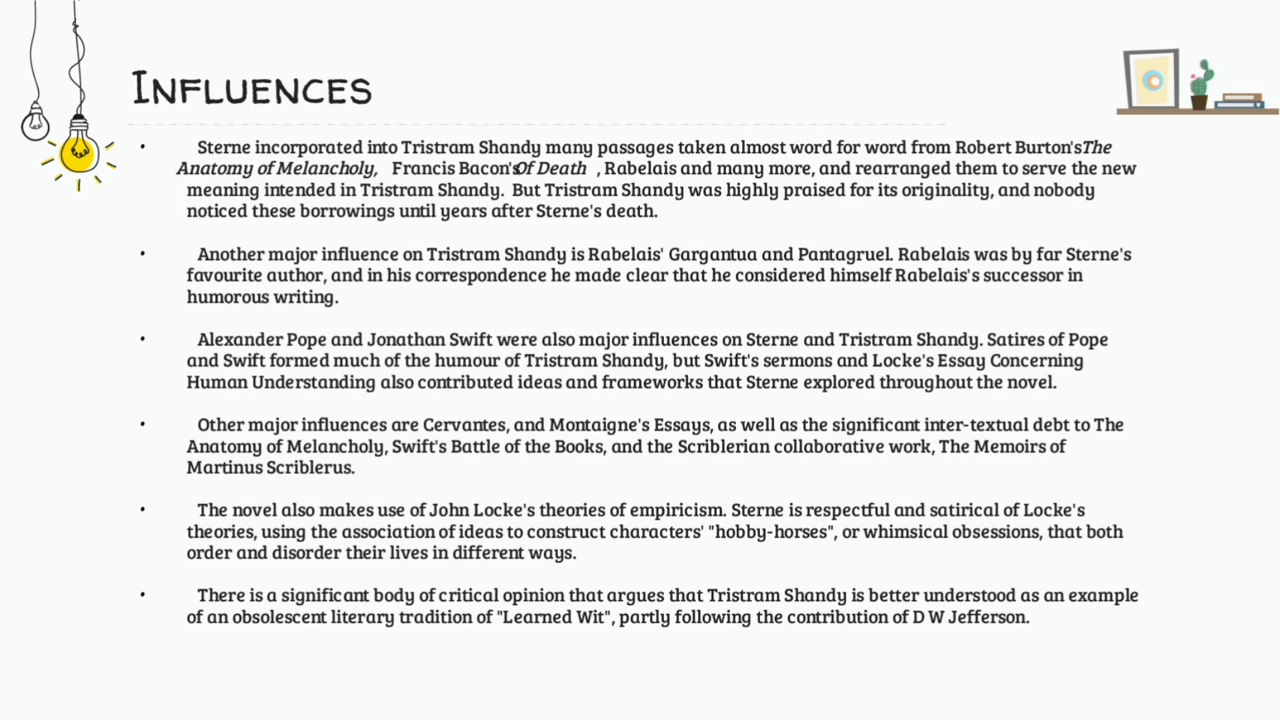 INFLUENCES
• Sterne incorporated into Tristram Shandy many passages taken almost word for word from Robert Burton'sThe
Anatomy of Melancholy, Francis Bacon'sOf Death , Rabelais and many more, and rearranged them to serve the new
meaning intended in Tristram Shandy. But Tristram Shandy was highly praised for its originality, and nobody
noticed these borrowings until years after Sterne's death.
• Another major influence on Tristram Shandy is Rabelais' Gargantua and Pantagruel. Rabelais was by far Sterne's
favourite author, and in his correspondence he made clear that he considered himself Rabelais's successor in
humorous writing.
• Alexander Pope and Jonathan Swift were also major influences on Sterne and Tristram Shandy. Satires of Pope
and Swift formed much of the humour of Tristram Shandy, but Swift's sermons and Locke's Essay Concerning
Human Understanding also contributed ideas and frameworks that Sterne explored throughout the novel.
• Other major influences are Cervantes, and Montaigne's Essays, as well as the significant inter-textual debt to The
Anatomy of Melancholy, Swift's Battle of the Books, and the Scriblerian collaborative work, The Memoirs of
Martinus Scriblerus.
• The novel also makes use of John Locke's theories of empiricism. Sterne is respectful and satirical of Locke's
theories, using the association of ideas to construct characters' "hobby-horses", or whimsical obsessions, that both
order and disorder their lives in different ways.
• There is a significant body of critical opinion that argues that Tristram Shandy is better understood as an example
of an obsolescent literary tradition of "Learned Wit", partly following the contribution of D W Jefferson.